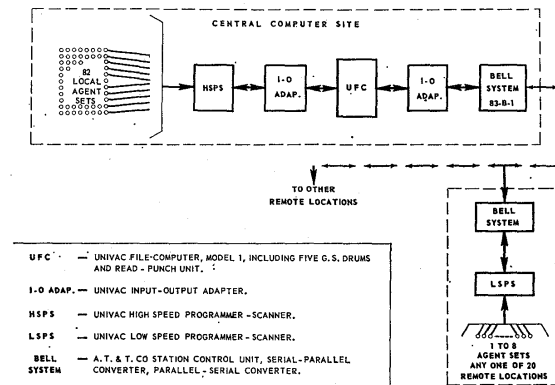 CENTRAL COMPUTER SITE
82
LOCAL
AGENT
SETS
HSPS
I-O
ADAP.
UFC
I-O
ADAP.
BELL
SYSTEM
83-B-1
TO OTHER
REMOTE LOCATIONS
BELL
SYSTEM
LSPS
1 TO 8
AGENT SETS
ANY ONE OF 20
REMOTE LOCATIONS
UFC — UNIVAC FILE-COMPUTER, MODEL 1, INCLUDING FIVE G.S. DRUMS
AND READ - PUNCH UNIT.
I-O ADAP. — UNIVAC INPUT-OUTPUT ADAPTER.
HSPS — UNIVAC HIGH SPEED PROGRAMMER - SCANNER.
LSPS — UNIVAC LOW SPEED PROGRAMMER - SCANNER.
BELL — A.T. & T. CO STATION CONTROL UNIT, SERIAL-PARALLEL
SYSTEM CONVERTER, PARALLEL - SERIAL CONVERTER.